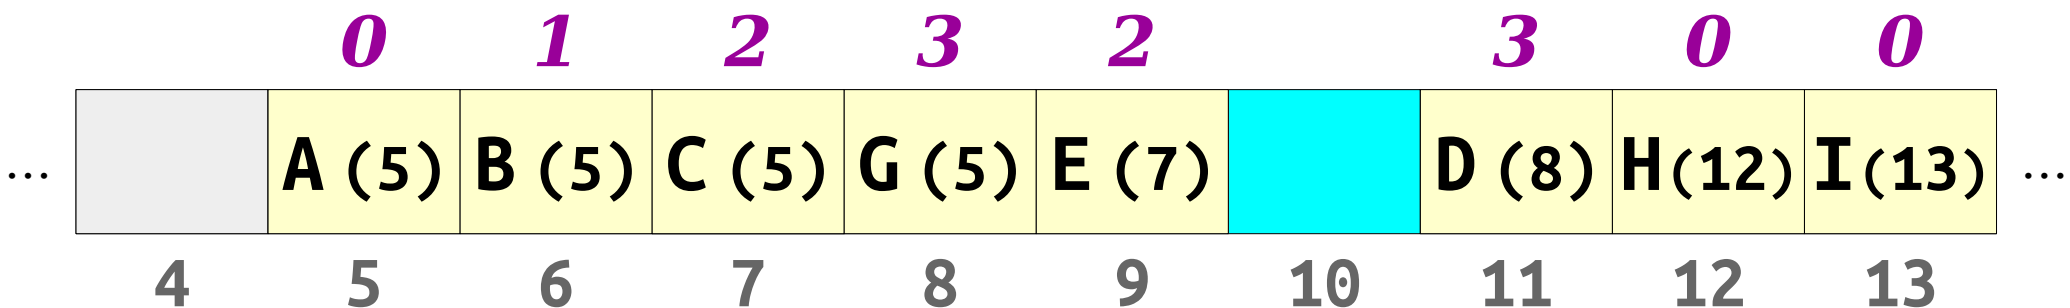 0 1 2 3 2 3 0 0
... A (5) B (5) C (5) G (5) E (7) D (8) H(12) I(13) ...
4 5 6 7 8 9 10 11 12 13